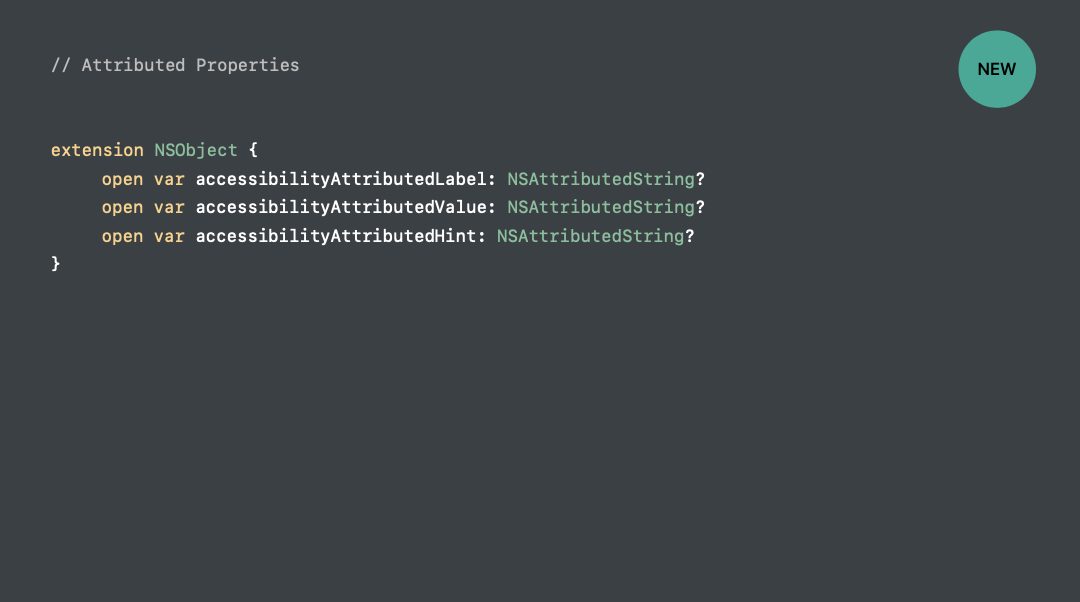 // Attributed Properties
NEW
extension NSObject {
open var accessibilityAttributedLabel: NSAttributedString?
open var accessibilityAttributedValue: NSAttributedString?
open var accessibilityAttributedHint: NSAttributedString?
}